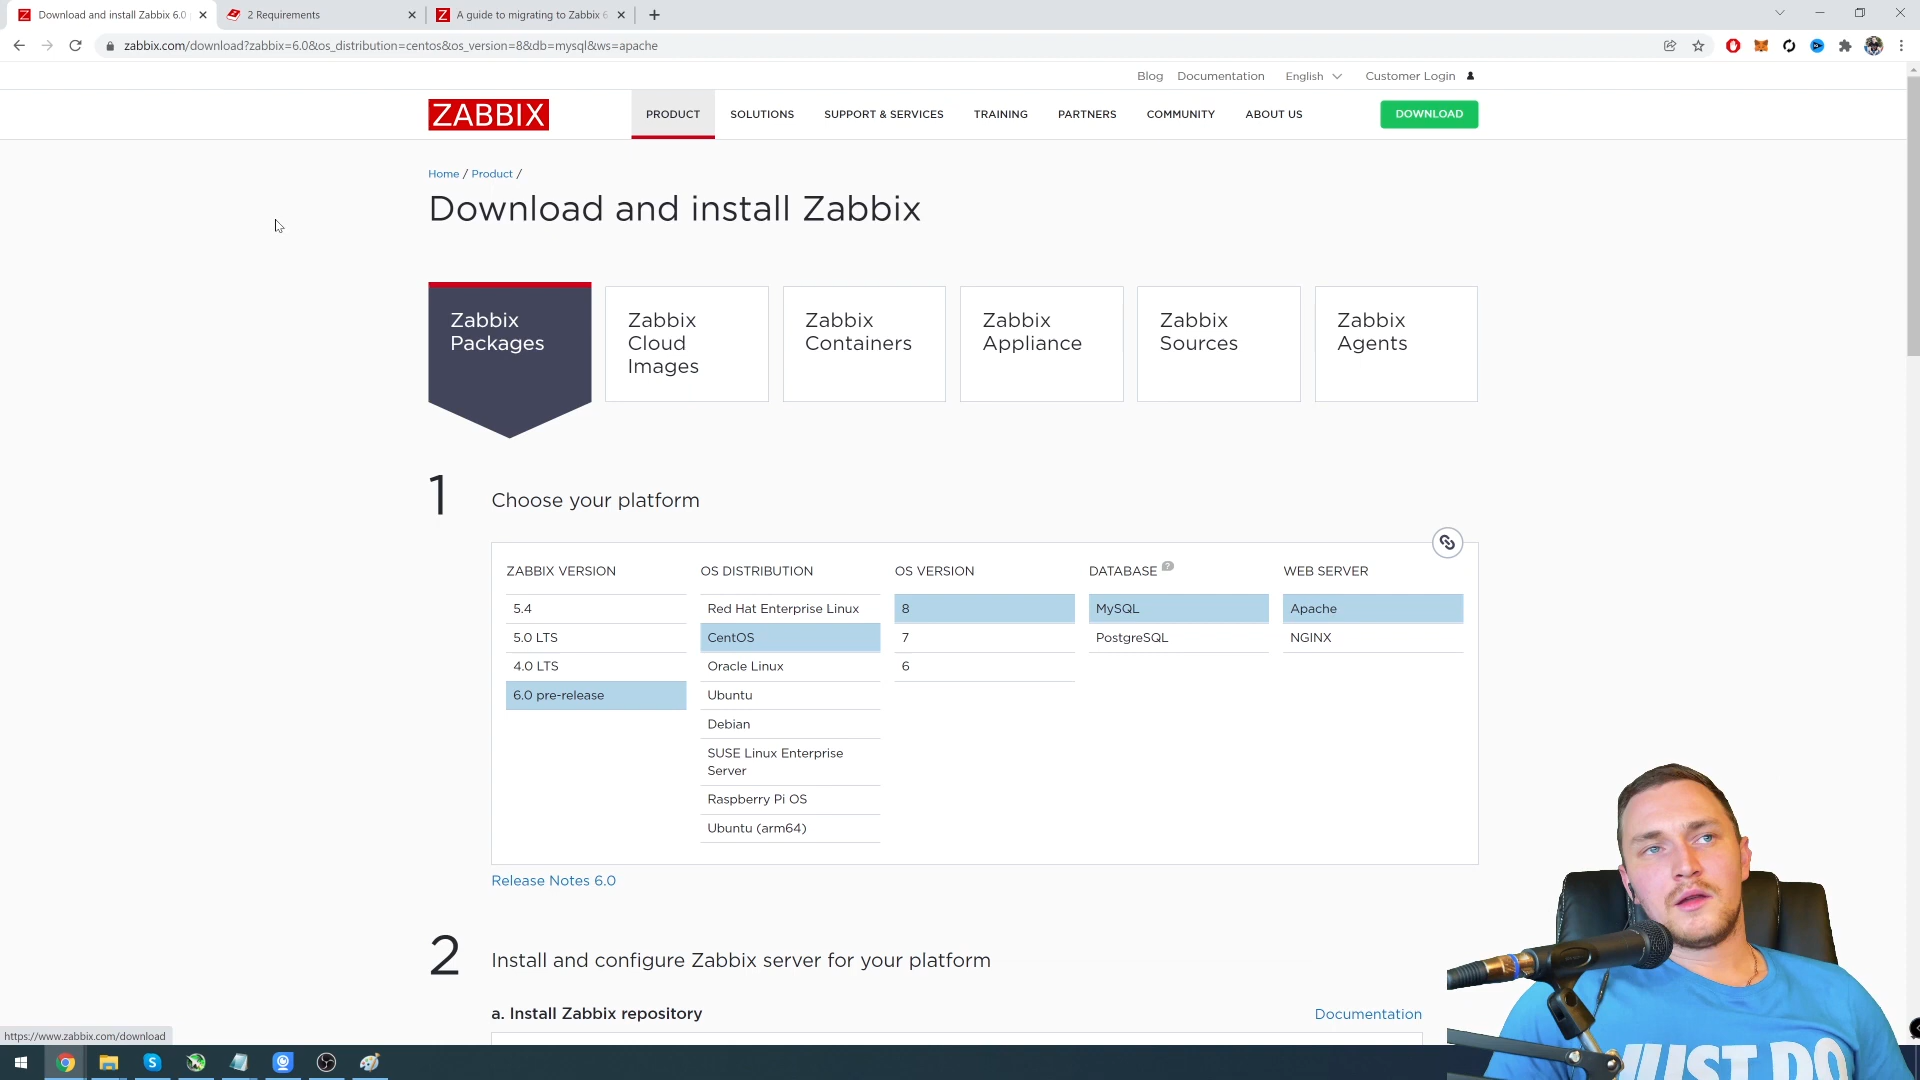 Download and install Zabbix 6.0
2 Requirements
A guide to migrating to Zabbix 6
zabbix.com/download?zabbix=6.0&os_distribution=centos&os_version=8&db=mysql&ws=apache
Blog Documentation English Customer Login
ZABBIX
PRODUCT SOLUTIONS SUPPORT & SERVICES TRAINING PARTNERS COMMUNITY ABOUT US DOWNLOAD
Home / Product /
Download and install Zabbix
Zabbix
Packages
Zabbix
Cloud
Images
Zabbix
Containers
Zabbix
Appliance
Zabbix
Sources
Zabbix
Agents
1 Choose your platform
ZABBIX VERSION
5.4
5.0 LTS
4.0 LTS
6.0 pre-release
OS DISTRIBUTION
Red Hat Enterprise Linux
CentOS
Oracle Linux
Ubuntu
Debian
SUSE Linux Enterprise
Server
Raspberry Pi OS
Ubuntu (arm64)
OS VERSION
8
7
6
DATABASE ?
MySQL
PostgreSQL
WEB SERVER
Apache
NGINX
Release Notes 6.0
2 Install and configure Zabbix server for your platform
a. Install Zabbix repository
Documentation
https://www.zabbix.com/download
JUST DO